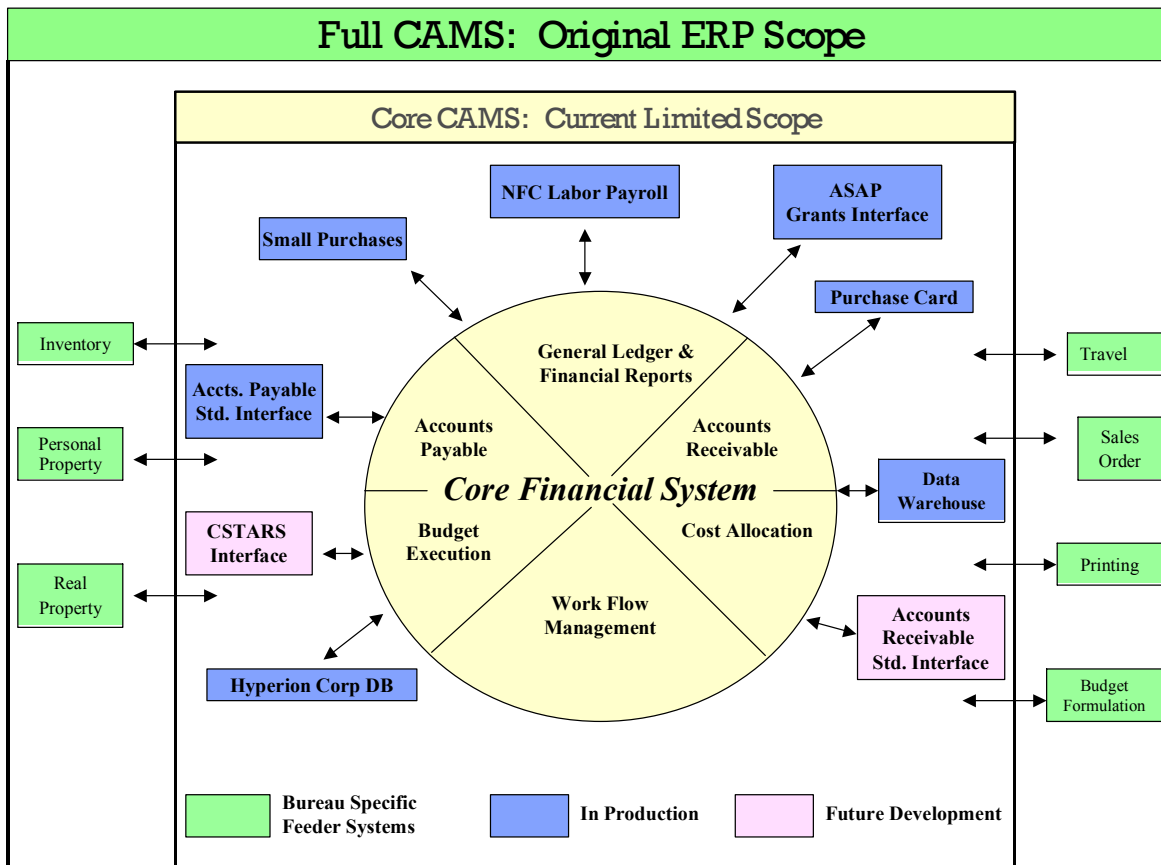 Full CAMS: Original ERP Scope
Core CAMS: Current Limited Scope
NFC Labor Payroll
ASAP
Grants Interface
Small Purchases
Purchase Card
Inventory
Travel
General Ledger &
Financial Reports
Accts. Payable
Std. Interface
Accounts
Payable
Accounts
Receivable
Personal
Property
Sales
Order
Core Financial System
Data
Warehouse
CSTARS
Interface
Budget
Execution
Cost Allocation
Printing
Real
Property
Work Flow
Management
Accounts
Receivable
Std. Interface
Hyperion Corp DB
Budget
Formulation
Bureau Specific
Feeder Systems
In Production
Future Development